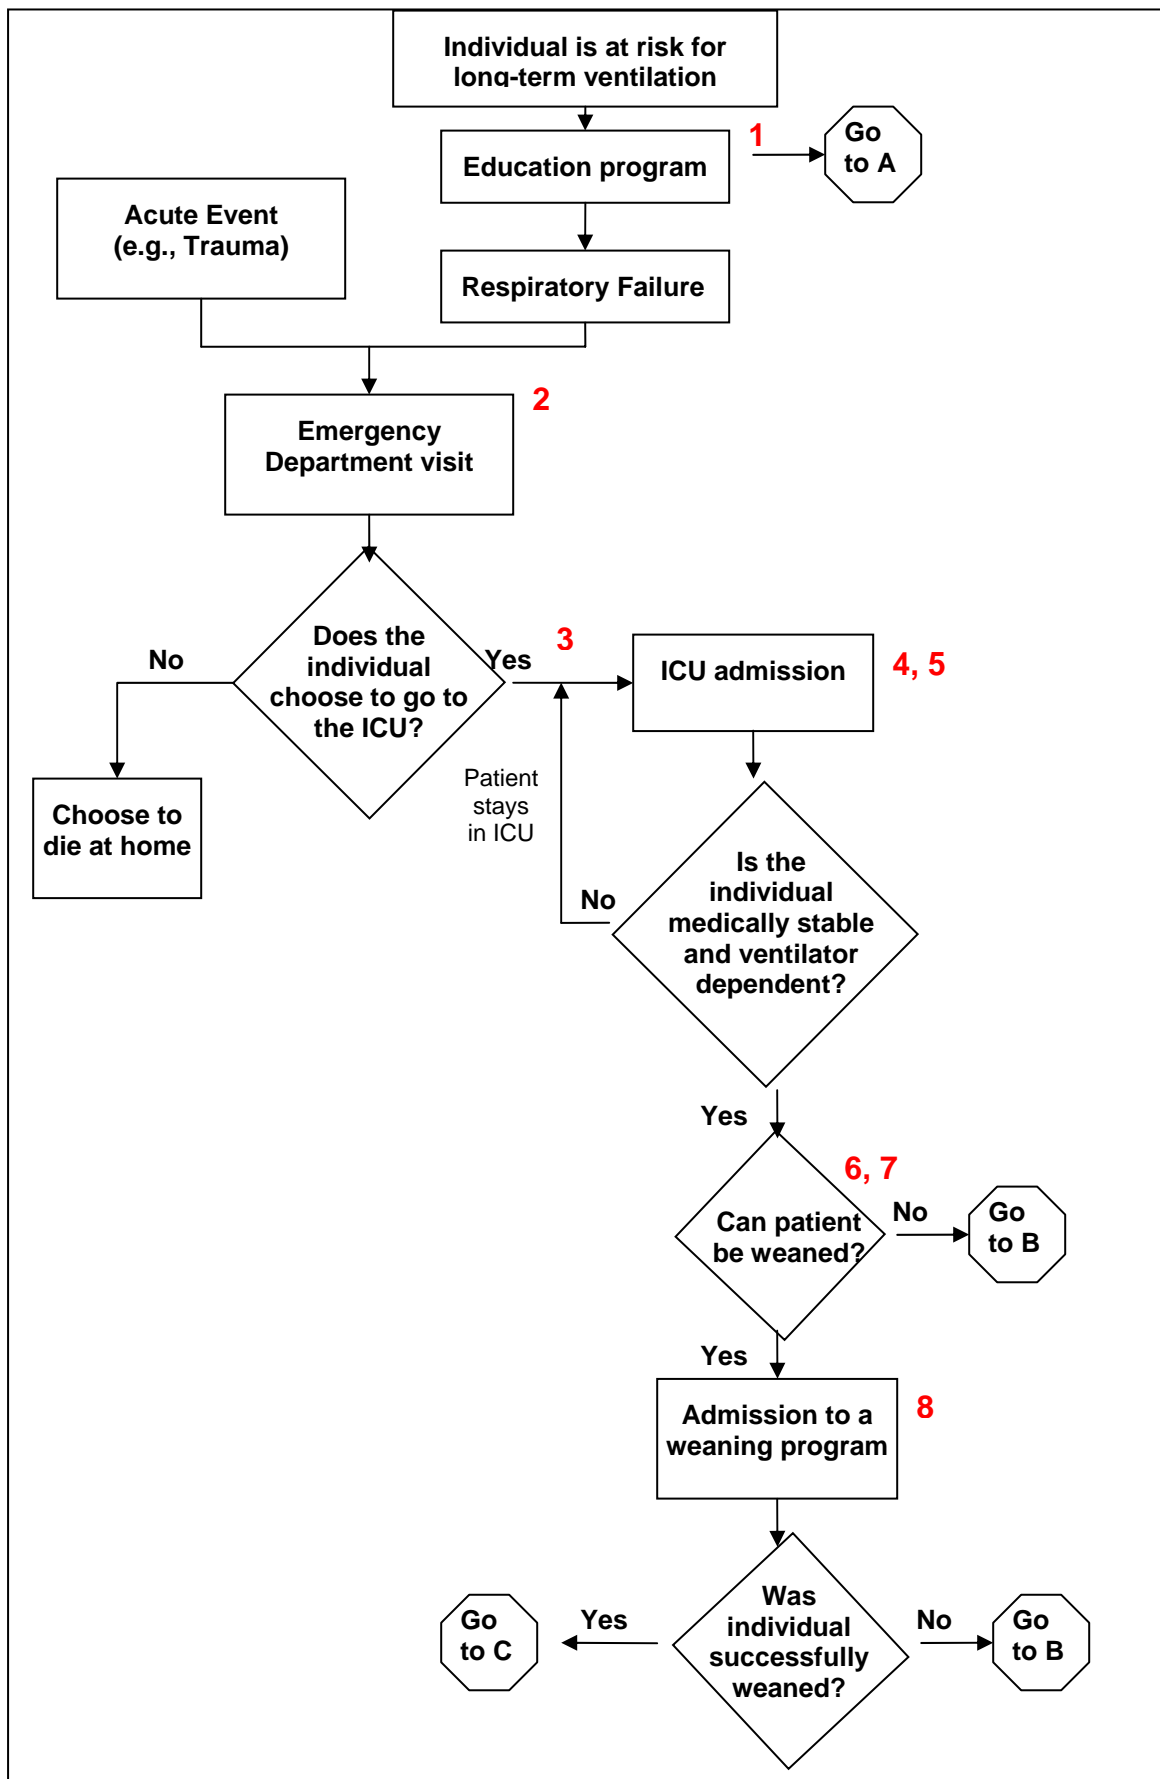 Individual is at risk for
long-term ventilation
1
Go
to A
Education program
Acute Event
(e.g., Trauma)
Respiratory Failure
2
Emergency
Department visit
Does the
individual
choose to go to
the ICU?
No
Yes
3
ICU admission
4, 5
Choose to
die at home
Patient
stays
in ICU
Is the
individual
medically stable
and ventilator
dependent?
No
Yes
6, 7
Can patient
be weaned?
No
Go
to B
Yes
Admission to a
weaning program
8
Was
individual
successfully
weaned?
Yes
Go
to C
No
Go
to B